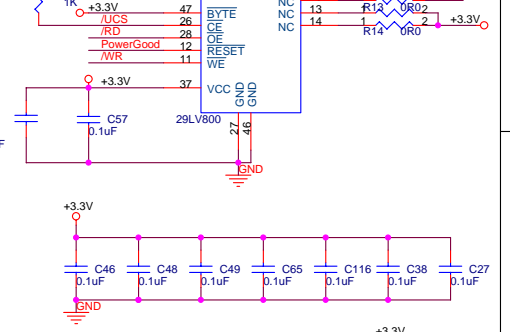 1K
+3.3V
47
BYTE
NC
13
NC
1
R13
0R0
2
/UCS
26
CE
14
NC
1
R14
0R0
2
+3.3V
/RD
28
OE
PowerGood
12
RESET
/WR
11
WE
+3.3V
37
VCC
GND
GND
C57
0.1uF
29LV800
27
46
F
GND
+3.3V
C46
0.1uF
C48
0.1uF
C49
0.1uF
C65
0.1uF
C116
0.1uF
C38
0.1uF
C27
0.1uF
GND
+3.3V